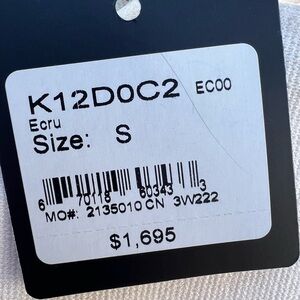 K12D0C2 EC00
Ecru
Size: S
6 70118 60343 3
MO#: 2135010 CN 3W222
$1,695